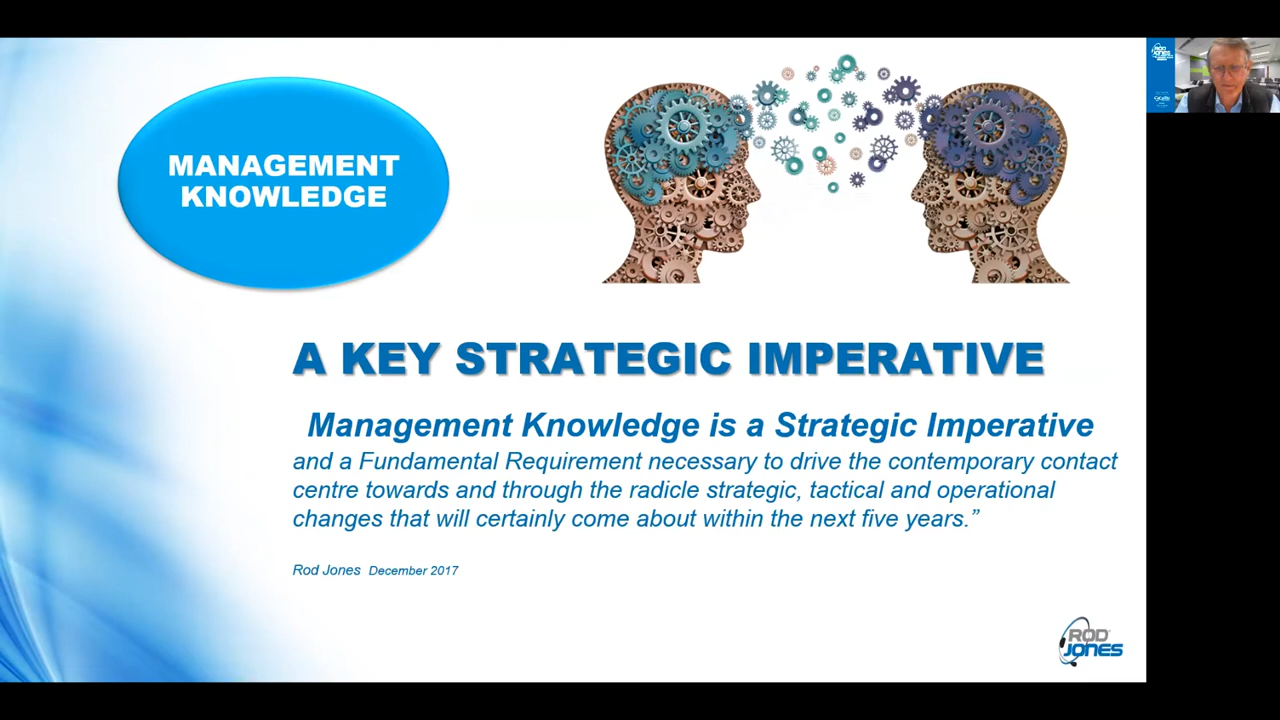 MANAGEMENT
KNOWLEDGE
A KEY STRATEGIC IMPERATIVE
Management Knowledge is a Strategic Imperative
and a Fundamental Requirement necessary to drive the contemporary contact
centre towards and through the radicle strategic, tactical and operational
changes that will certainly come about within the next five years.”
Rod Jones December 2017
ROD
JONES
ROD
JONES